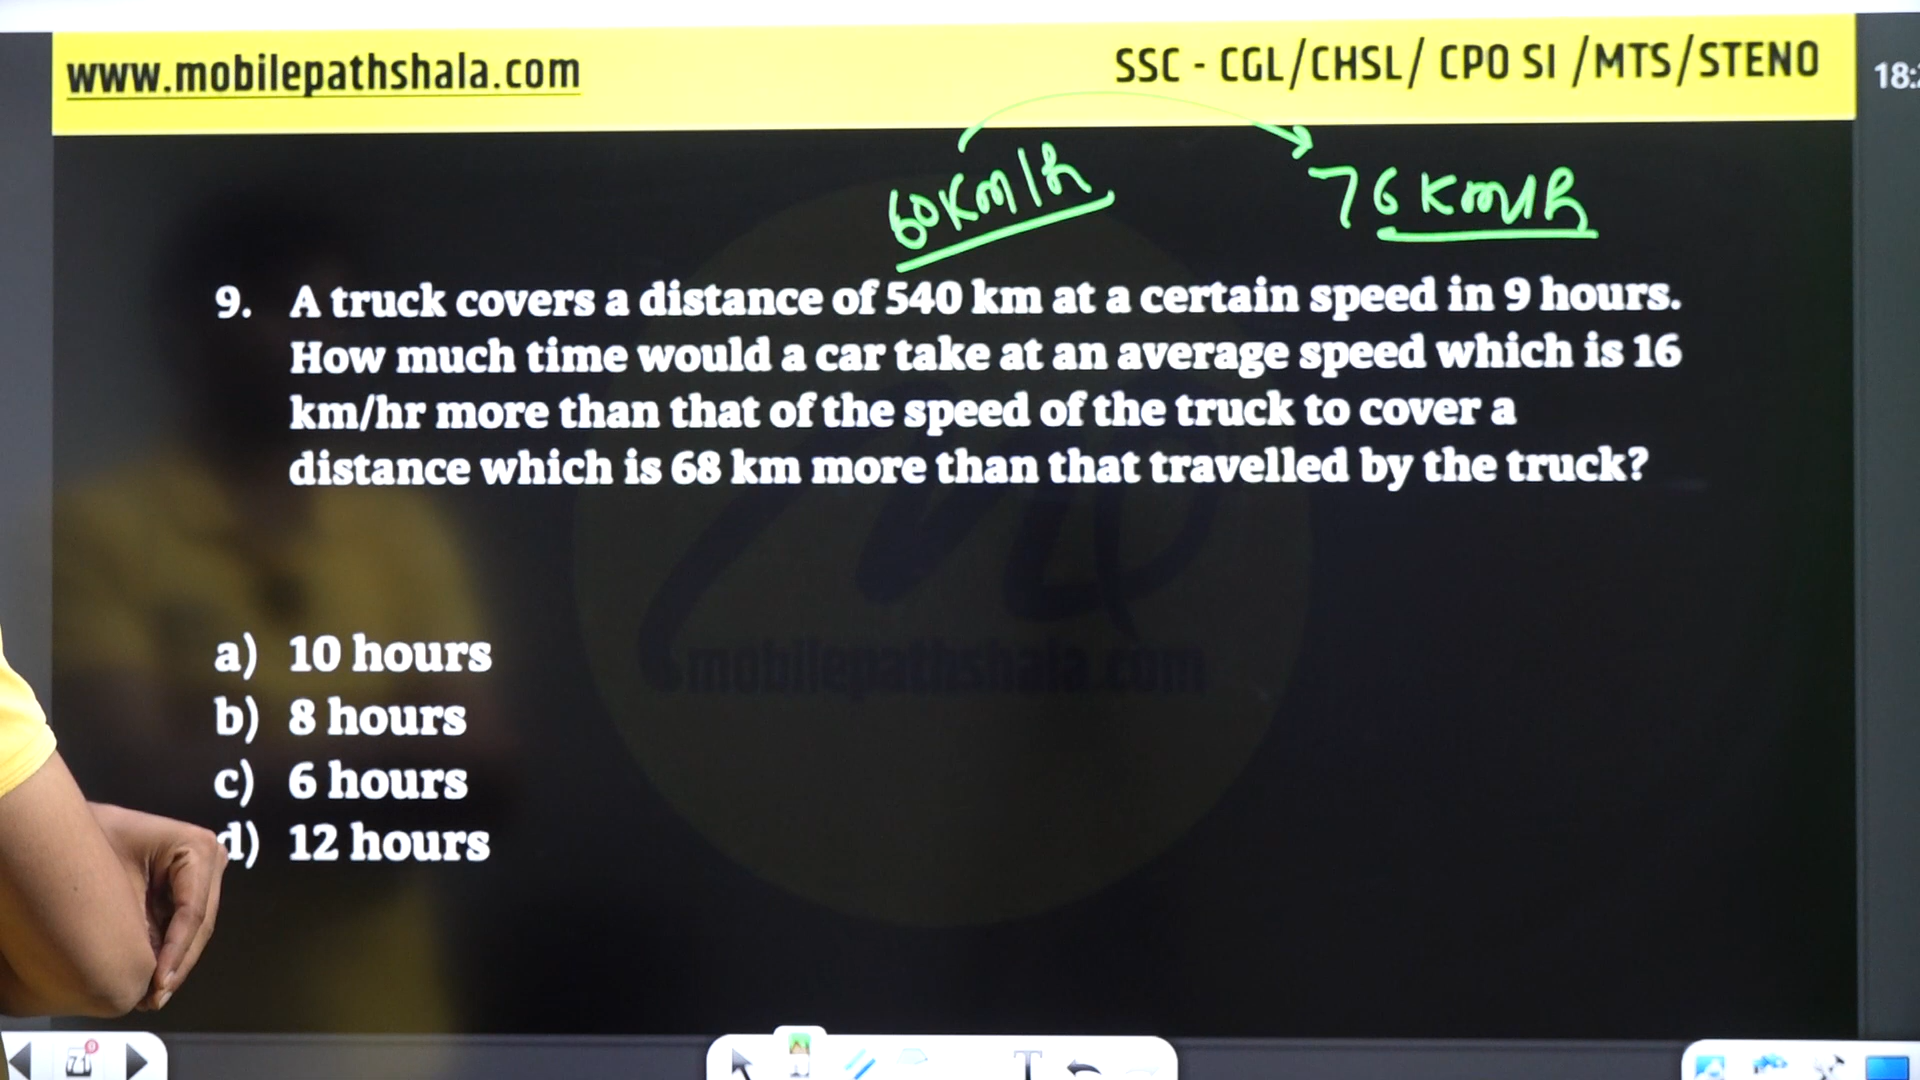 www.mobilepathshala.com
SSC - CGL/CHSL/ CPO SI /MTS/STENO
60 Km/h
76 Km/h
9. A truck covers a distance of 540 km at a certain speed in 9 hours.
How much time would a car take at an average speed which is 16
km/hr more than that of the speed of the truck to cover a
distance which is 68 km more than that travelled by the truck?
mobilepathshala.com
a) 10 hours
b) 8 hours
c) 6 hours
d) 12 hours